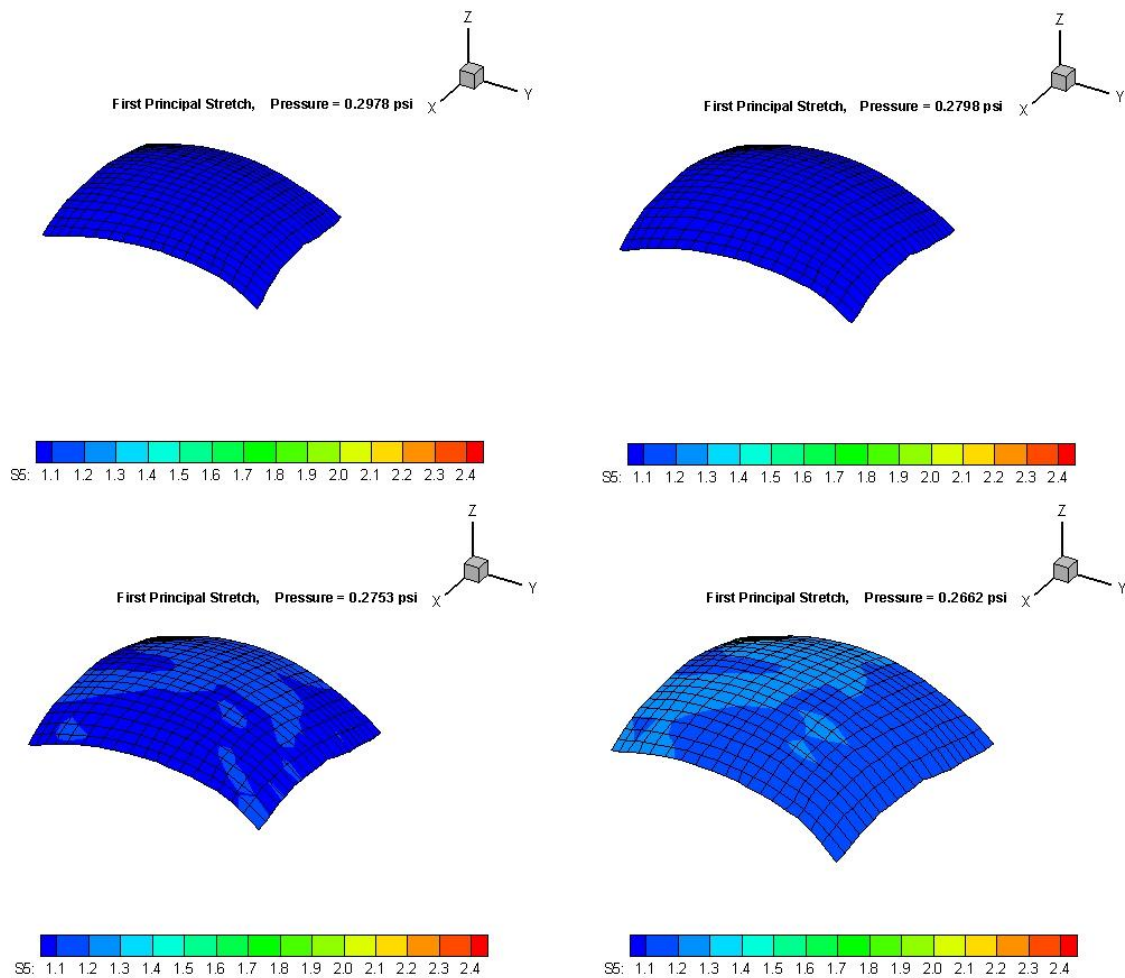 Z
X
Y
First Principal Stretch, Pressure = 0.2978 psi
S5: 1.1 1.2 1.3 1.4 1.5 1.6 1.7 1.8 1.9 2.0 2.1 2.2 2.3 2.4
Z
X
Y
First Principal Stretch, Pressure = 0.2798 psi
S5: 1.1 1.2 1.3 1.4 1.5 1.6 1.7 1.8 1.9 2.0 2.1 2.2 2.3 2.4
Z
X
Y
First Principal Stretch, Pressure = 0.2753 psi
S5: 1.1 1.2 1.3 1.4 1.5 1.6 1.7 1.8 1.9 2.0 2.1 2.2 2.3 2.4
Z
X
Y
First Principal Stretch, Pressure = 0.2662 psi
S5: 1.1 1.2 1.3 1.4 1.5 1.6 1.7 1.8 1.9 2.0 2.1 2.2 2.3 2.4